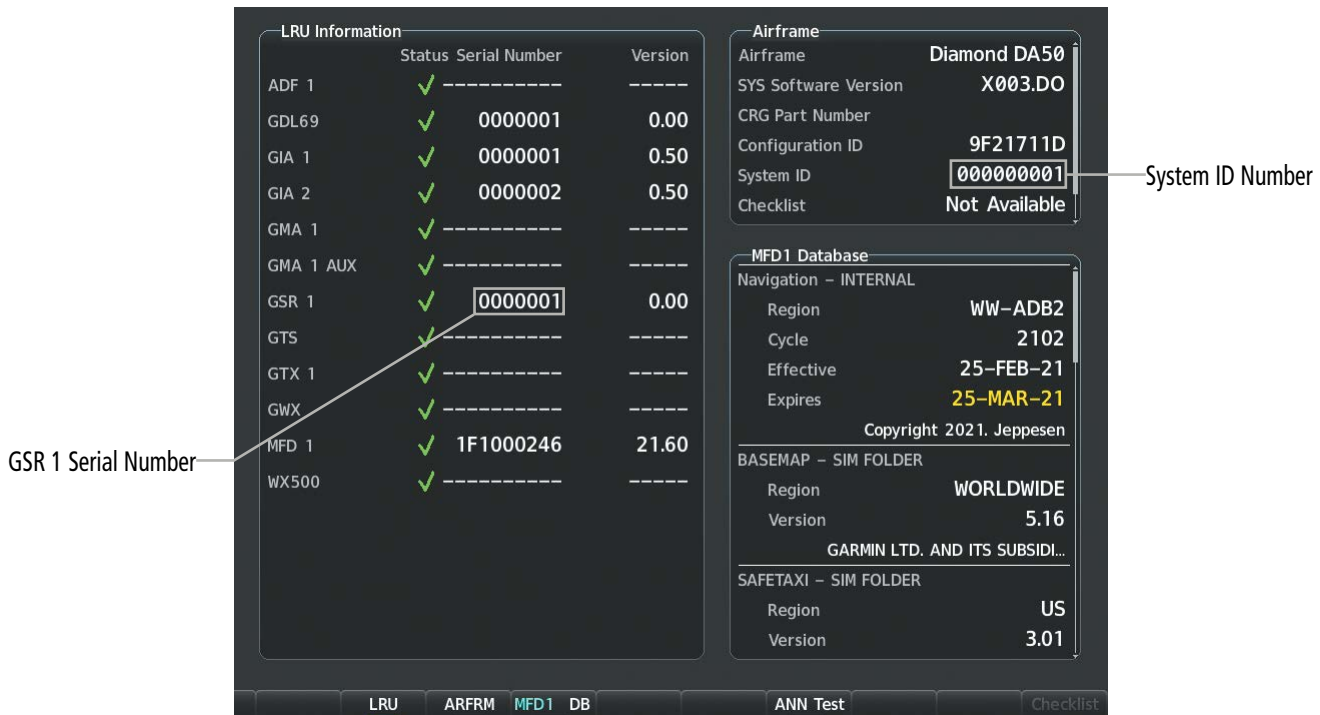 LRU Information
Status Serial Number Version
ADF 1 ---------- -----
GDL69 0000001 0.00
GIA 1 0000001 0.50
GIA 2 0000002 0.50
GMA 1 ---------- -----
GMA 1 AUX ---------- -----
GSR 1 0000001 0.00
GTS ---------- -----
GTX 1 ---------- -----
GWX ---------- -----
MFD 1 1F1000246 21.60
WX500 ---------- -----
GSR 1 Serial Number
Airframe
Airframe Diamond DA50
SYS Software Version X003.DO
CRG Part Number
Configuration ID 9F21711D
System ID 000000001
Checklist Not Available
System ID Number
MFD1 Database
Navigation – INTERNAL
Region WW–ADB2
Cycle 2102
Effective 25–FEB–21
Expires 25–MAR–21
Copyright 2021. Jeppesen
BASEMAP – SIM FOLDER
Region WORLDWIDE
Version 5.16
GARMIN LTD. AND ITS SUBSIDI...
SAFETAXI – SIM FOLDER
Region US
Version 3.01
LRU ARFRM MFD1 DB ANN Test Checklist